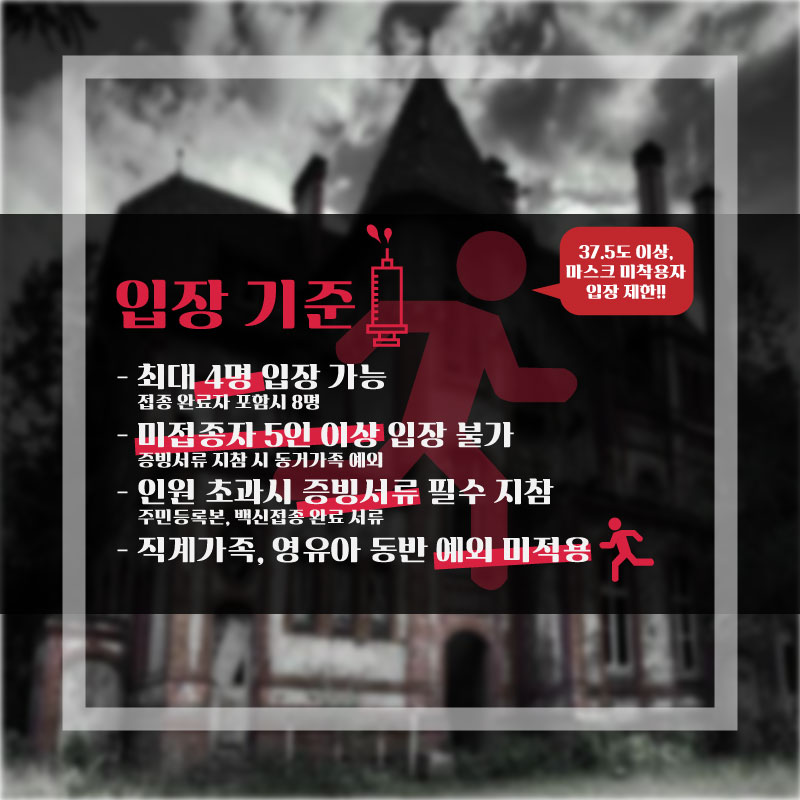 37.5도 이상,
마스크 미착용자
입장 제한!!
입장 기준
- 최대 4명 입장 가능
접종 완료자 포함시 8명
- 미접종자 5인 이상 입장 불가
증빙서류 지참 시 동거가족 예외
- 인원 초과시 증빙서류 필수 지참
주민등록본, 백신접종 완료 서류
- 직계가족, 영유아 동반 예외 미적용